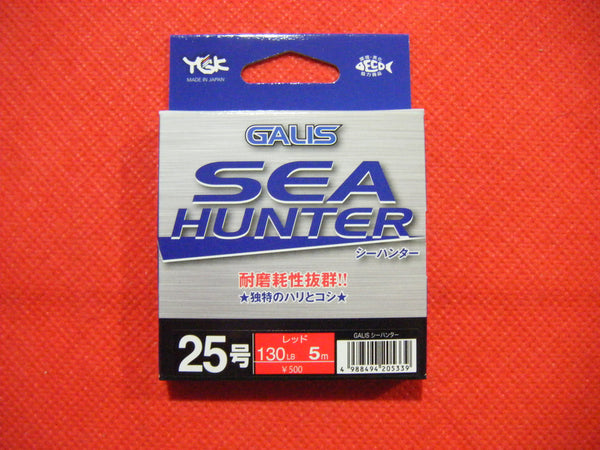 YGK
MADE IN JAPAN
ECO
GALIS
SEA
HUNTER
シーハンター
耐磨耗性抜群!!
★独特のハリとコシ★
25号
レッド
130LB 5m
¥500
GALIS シーハンター
4 988494 205339